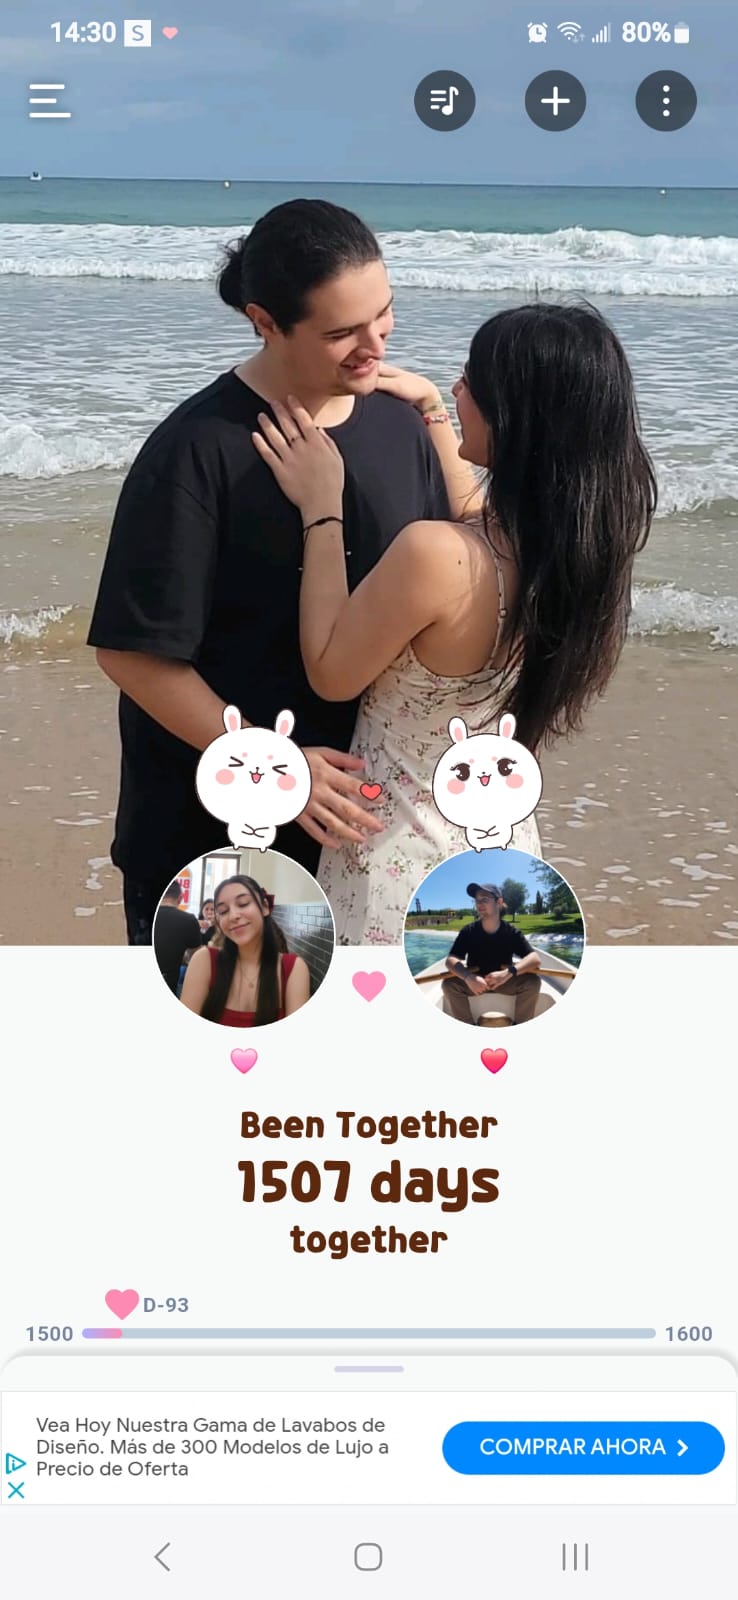 14:30 S
80%
Been Together
1507 days
together
D-93
1500
1600
Vea Hoy Nuestra Gama de Lavabos de
Diseño. Más de 300 Modelos de Lujo a
Precio de Oferta
COMPRAR AHORA